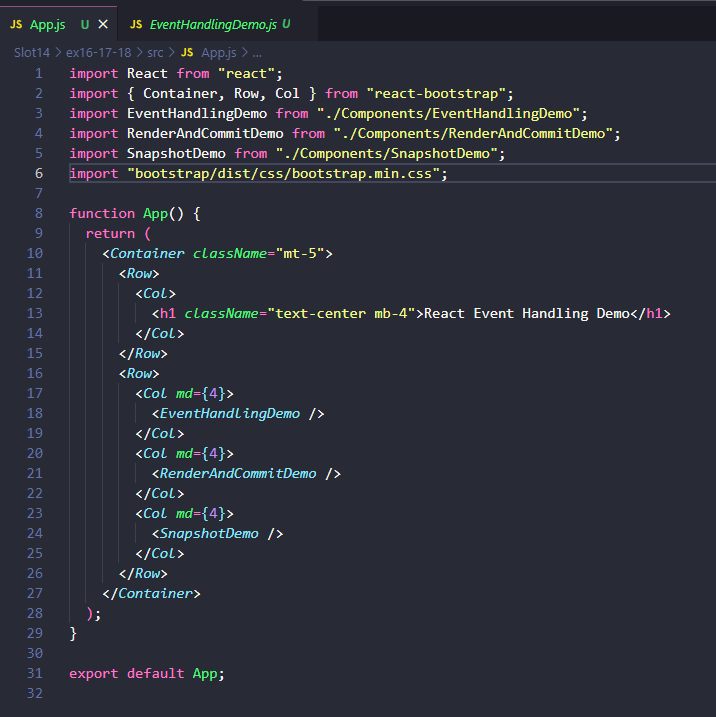 JS App.js U ×
JS EventHandlingDemo.js U
Slot14 > ex16-17-18 > src > JS App.js > ...
1 import React from "react";
2 import { Container, Row, Col } from "react-bootstrap";
3 import EventHandlingDemo from "./Components/EventHandlingDemo";
4 import RenderAndCommitDemo from "./Components/RenderAndCommitDemo";
5 import SnapshotDemo from "./Components/SnapshotDemo";
6 import "bootstrap/dist/css/bootstrap.min.css";
7
8 function App() {
9   return (
10     <Container className="mt-5">
11       <Row>
12         <Col>
13           <h1 className="text-center mb-4">React Event Handling Demo</h1>
14         </Col>
15       </Row>
16       <Row>
17         <Col md={4}>
18           <EventHandlingDemo />
19         </Col>
20         <Col md={4}>
21           <RenderAndCommitDemo />
22         </Col>
23         <Col md={4}>
24           <SnapshotDemo />
25         </Col>
26       </Row>
27     </Container>
28   );
29 }
30
31 export default App;
32